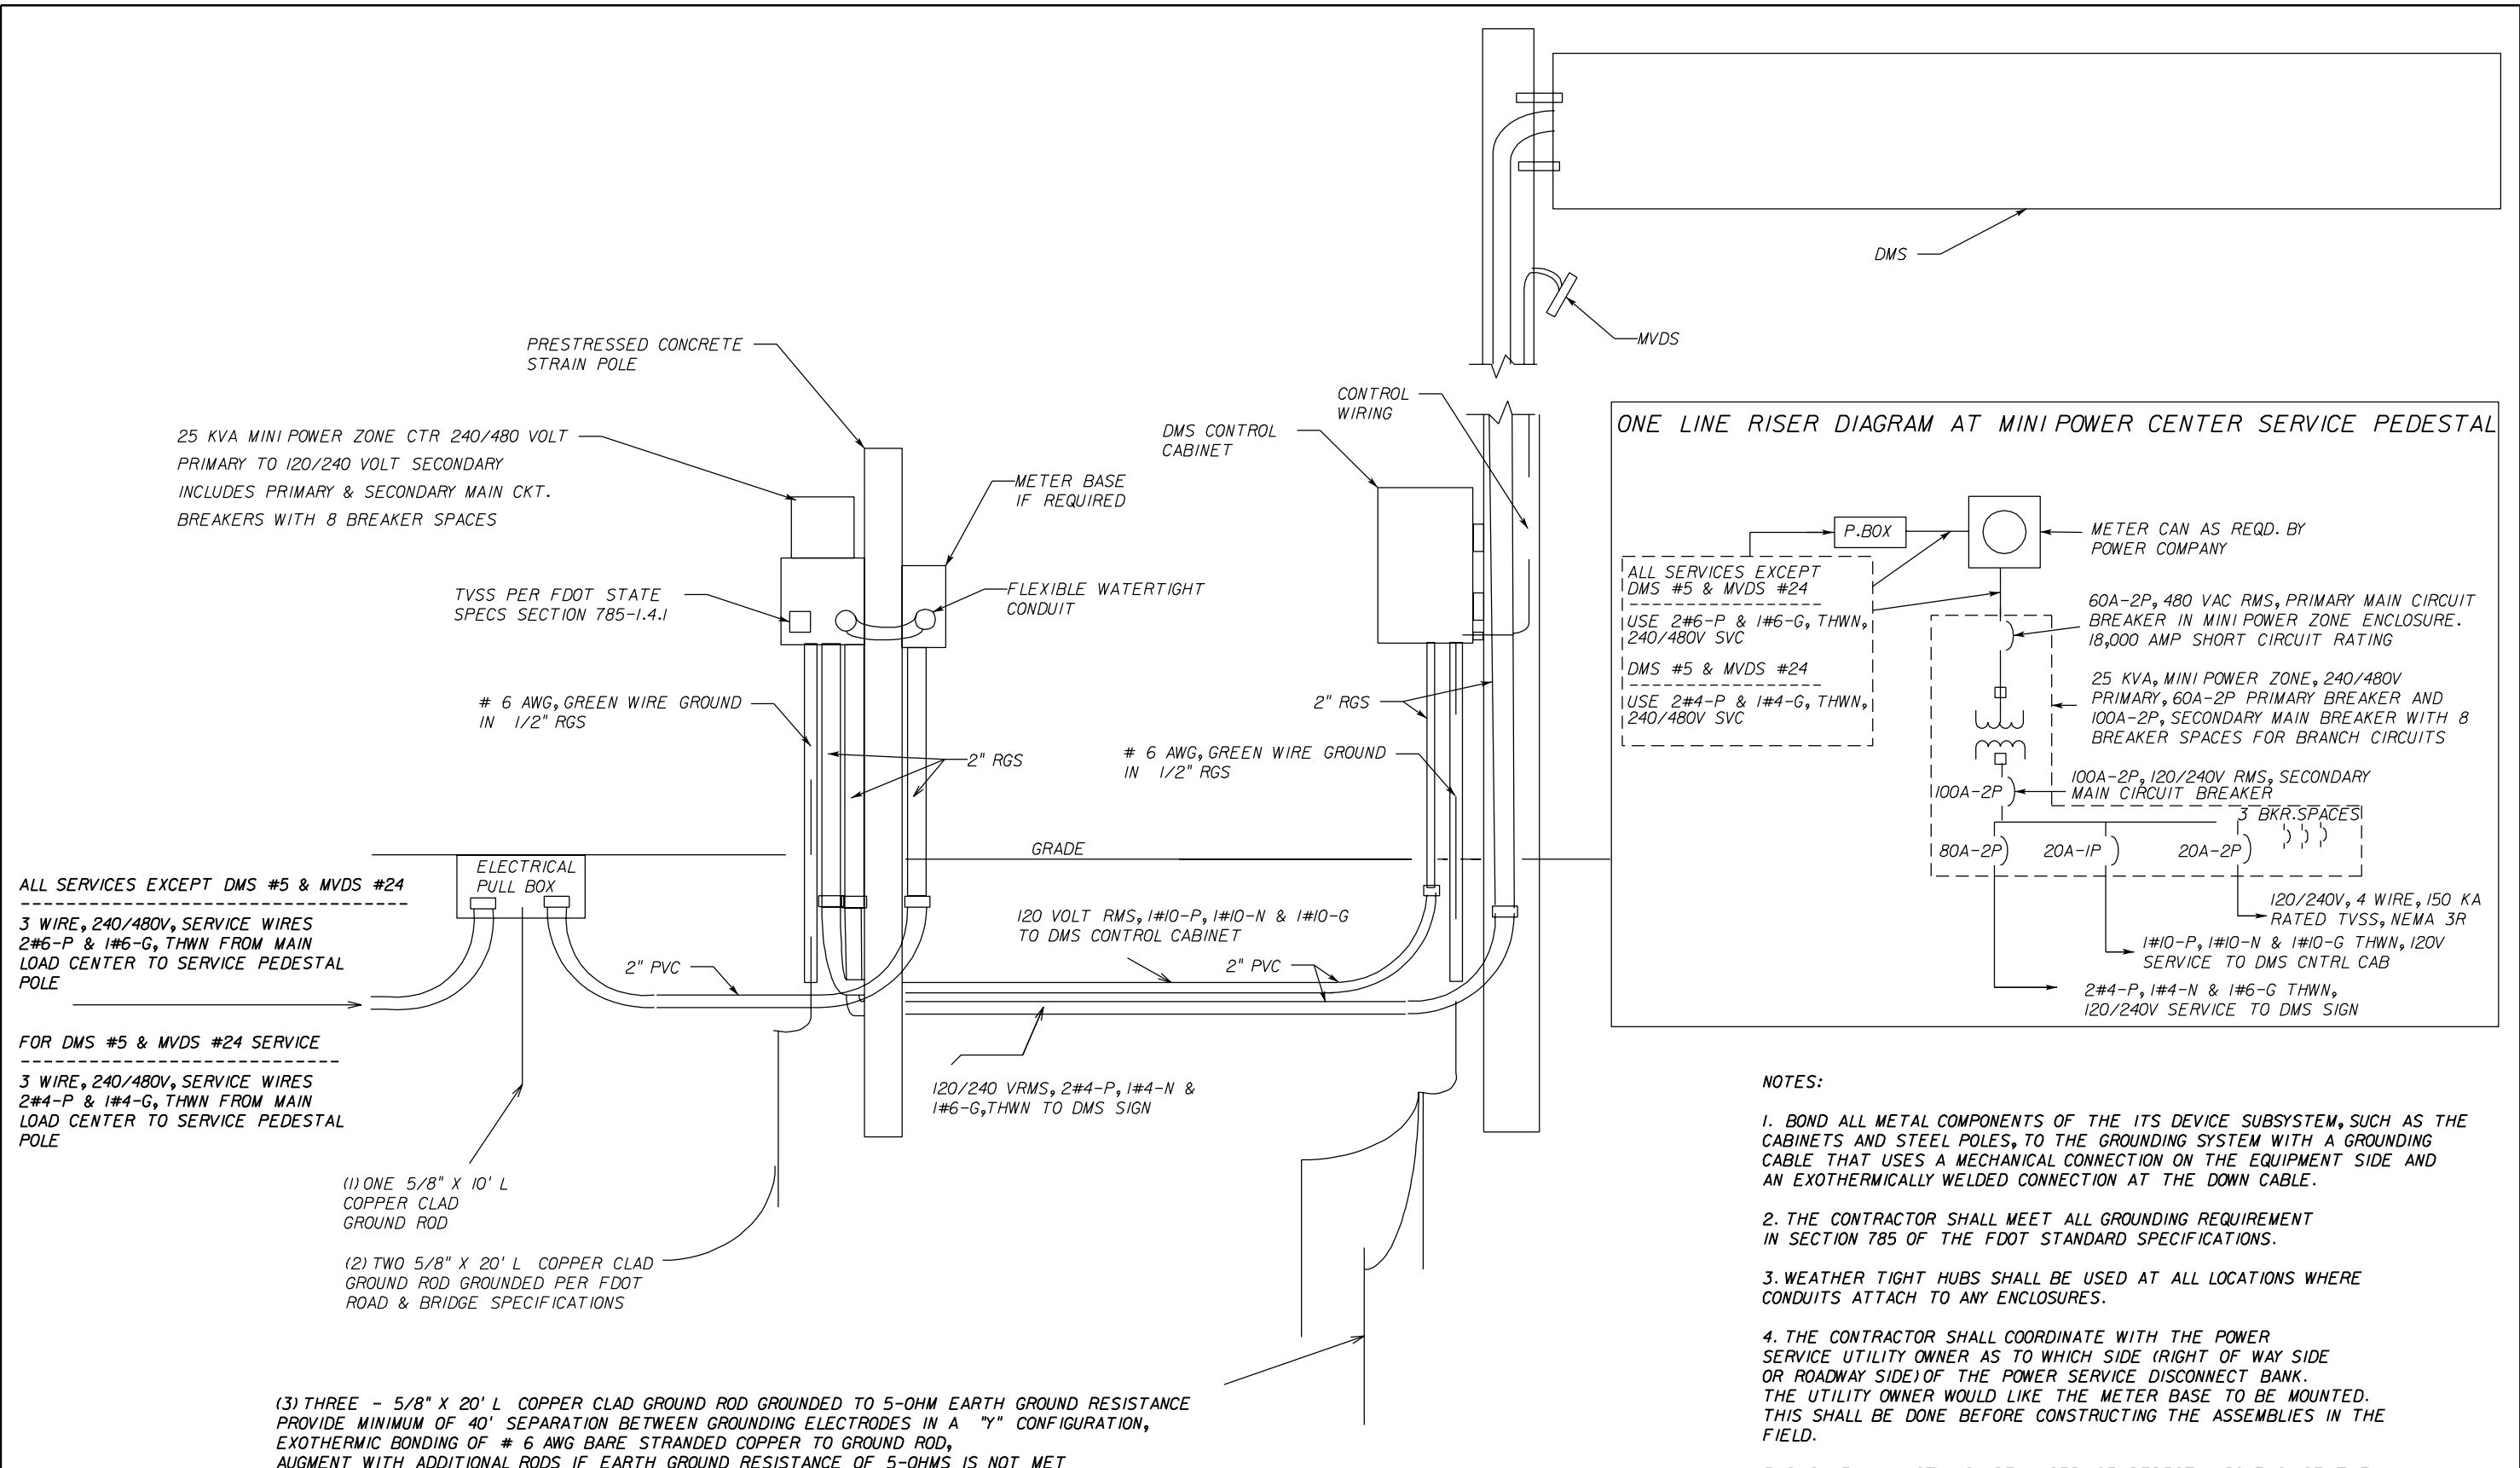 DMS
MVDS
PRESTRESSED CONCRETE
STRAIN POLE
25 KVA MINI POWER ZONE CTR 240/480 VOLT
PRIMARY TO 120/240 VOLT SECONDARY
INCLUDES PRIMARY & SECONDARY MAIN CKT.
BREAKERS WITH 8 BREAKER SPACES
METER BASE
IF REQUIRED
TVSS PER FDOT STATE
SPECS SECTION 785-1.4.1
FLEXIBLE WATERTIGHT
CONDUIT
# 6 AWG, GREEN WIRE GROUND
IN 1/2" RGS
2" RGS
CONTROL
WIRING
DMS CONTROL
CABINET
2" RGS
# 6 AWG, GREEN WIRE GROUND
IN 1/2" RGS
GRADE
ELECTRICAL
PULL BOX
ALL SERVICES EXCEPT DMS #5 & MVDS #24
3 WIRE, 240/480V, SERVICE WIRES
2#6-P & 1#6-G, THWN FROM MAIN
LOAD CENTER TO SERVICE PEDESTAL
POLE
FOR DMS #5 & MVDS #24 SERVICE
3 WIRE, 240/480V, SERVICE WIRES
2#4-P & 1#4-G, THWN FROM MAIN
LOAD CENTER TO SERVICE PEDESTAL
POLE
2" PVC
120 VOLT RMS, 1#10-P, 1#10-N & 1#10-G
TO DMS CONTROL CABINET
2" PVC
120/240 VRMS, 2#4-P, 1#4-N &
1#6-G, THWN TO DMS SIGN
(1) ONE 5/8" X 10' L
COPPER CLAD
GROUND ROD
(2) TWO 5/8" X 20' L COPPER CLAD
GROUND ROD GROUNDED PER FDOT
ROAD & BRIDGE SPECIFICATIONS
(3) THREE - 5/8" X 20' L COPPER CLAD GROUND ROD GROUNDED TO 5-OHM EARTH GROUND RESISTANCE
PROVIDE MINIMUM OF 40' SEPARATION BETWEEN GROUNDING ELECTRODES IN A "Y" CONFIGURATION,
EXOTHERMIC BONDING OF # 6 AWG BARE STRANDED COPPER TO GROUND ROD,
AUGMENT WITH ADDITIONAL RODS IF EARTH GROUND RESISTANCE OF 5-OHMS IS NOT MET
ONE LINE RISER DIAGRAM AT MINI POWER CENTER SERVICE PEDESTAL
P.BOX
METER CAN AS REQD. BY
POWER COMPANY
ALL SERVICES EXCEPT
DMS #5 & MVDS #24
USE 2#6-P & 1#6-G, THWN,
240/480V SVC
DMS #5 & MVDS #24
USE 2#4-P & 1#4-G, THWN,
240/480V SVC
60A-2P, 480 VAC RMS, PRIMARY MAIN CIRCUIT
BREAKER IN MINI POWER ZONE ENCLOSURE.
18,000 AMP SHORT CIRCUIT RATING
25 KVA, MINI POWER ZONE, 240/480V
PRIMARY, 60A-2P PRIMARY BREAKER AND
100A-2P, SECONDARY MAIN BREAKER WITH 8
BREAKER SPACES FOR BRANCH CIRCUITS
100A-2P, 120/240V RMS, SECONDARY
MAIN CIRCUIT BREAKER
100A-2P
3 BKR. SPACES
80A-2P
20A-1P
20A-2P
120/240V, 4 WIRE, 150 KA
RATED TVSS, NEMA 3R
1#10-P, 1#10-N & 1#10-G THWN, 120V
SERVICE TO DMS CNTRL CAB
2#4-P, 1#4-N & 1#6-G THWN,
120/240V SERVICE TO DMS SIGN
NOTES:
1. BOND ALL METAL COMPONENTS OF THE ITS DEVICE SUBSYSTEM, SUCH AS THE
CABINETS AND STEEL POLES, TO THE GROUNDING SYSTEM WITH A GROUNDING
CABLE THAT USES A MECHANICAL CONNECTION ON THE EQUIPMENT SIDE AND
AN EXOTHERMICALLY WELDED CONNECTION AT THE DOWN CABLE.
2. THE CONTRACTOR SHALL MEET ALL GROUNDING REQUIREMENT
IN SECTION 785 OF THE FDOT STANDARD SPECIFICATIONS.
3. WEATHER TIGHT HUBS SHALL BE USED AT ALL LOCATIONS WHERE
CONDUITS ATTACH TO ANY ENCLOSURES.
4. THE CONTRACTOR SHALL COORDINATE WITH THE POWER
SERVICE UTILITY OWNER AS TO WHICH SIDE (RIGHT OF WAY SIDE
OR ROADWAY SIDE) OF THE POWER SERVICE DISCONNECT BANK.
THE UTILITY OWNER WOULD LIKE THE METER BASE TO BE MOUNTED.
THIS SHALL BE DONE BEFORE CONSTRUCTING THE ASSEMBLIES IN THE
FIELD.